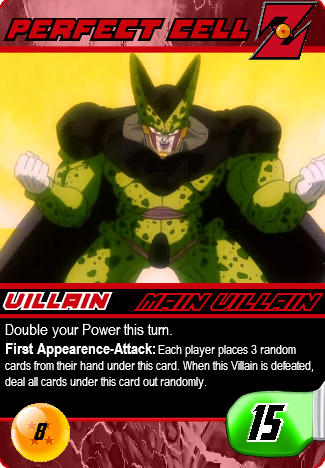 PERFECT CELL Z
VILLAIN MAIN VILLAIN
Double your Power this turn.
First Appearence-Attack: Each player places 3 random
cards from their hand under this card. When this Villain is defeated,
deal all cards under this card out randomly.
8
15